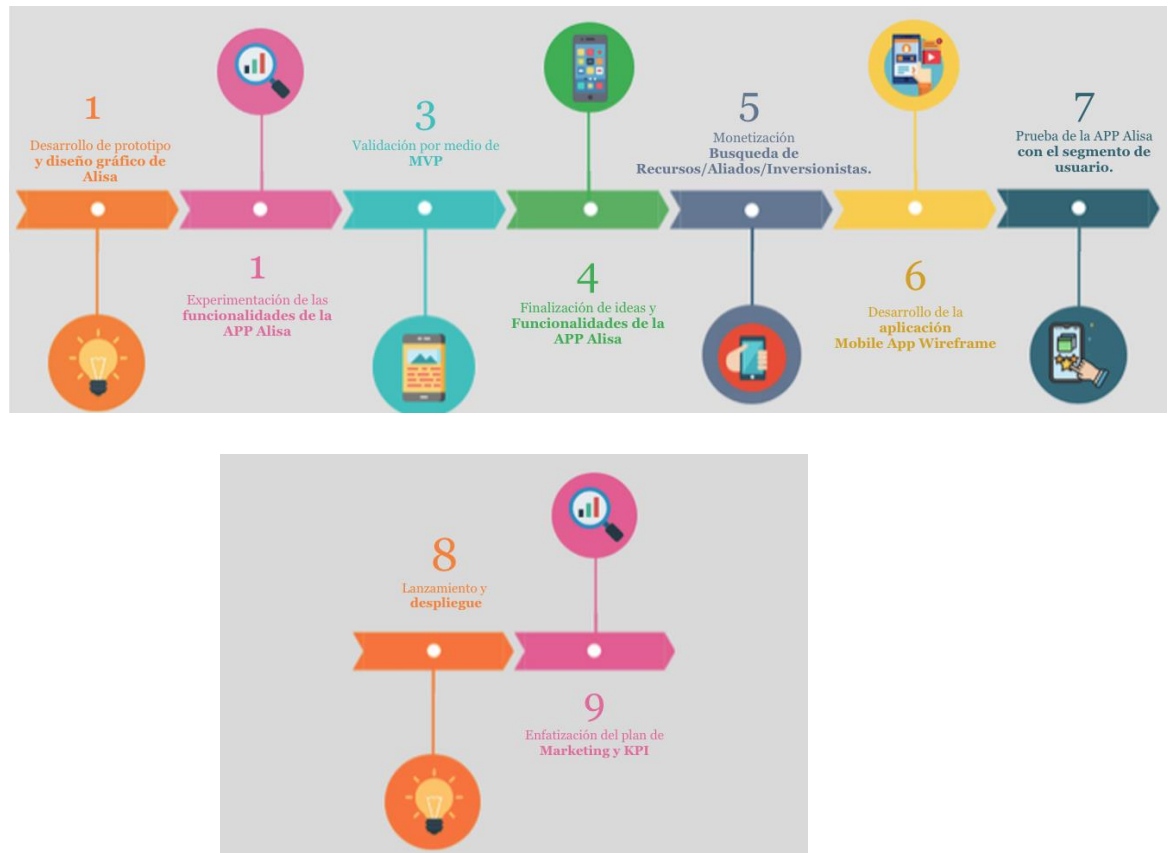 1
Desarrollo de prototipo
y diseño gráfico de
Alisa
1
Experimentación de las
funcionalidades de la
APP Alisa
3
Validación por medio de
MVP
4
Finalización de ideas y
Funcionalidades de la
APP Alisa
5
Monetización
Busqueda de
Recursos/Aliados/Inversionistas.
6
Desarrollo de la
aplicación
Mobile App Wireframe
7
Prueba de la APP Alisa
con el segmento de
usuario.
8
Lanzamiento y
despliegue
9
Enfatización del plan de
Marketing y KPI